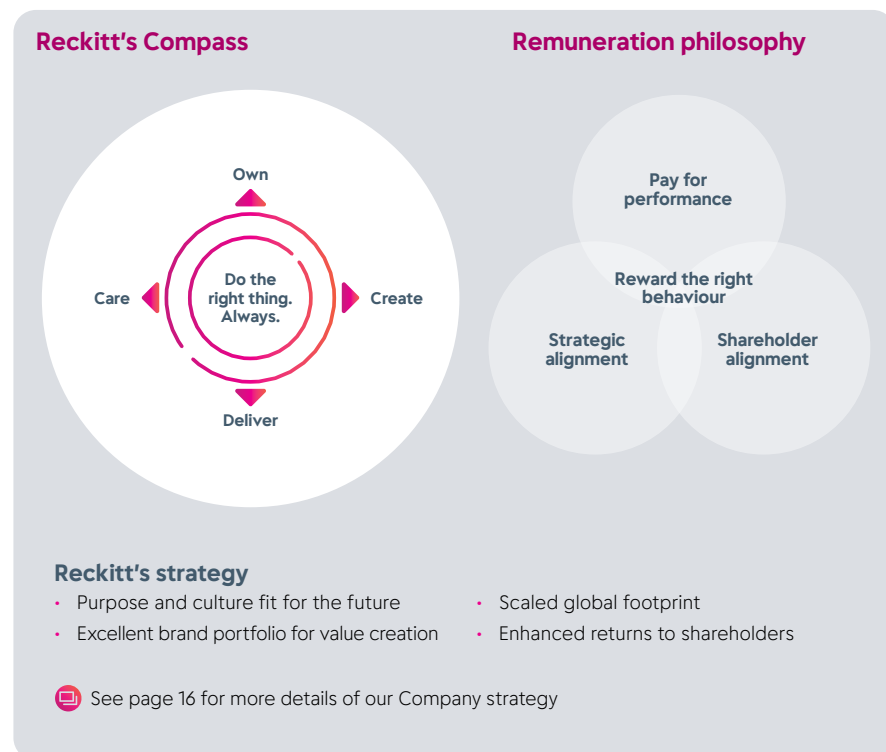 Reckitt's Compass
Own
Care
Do the
right thing.
Always.
Create
Deliver
Remuneration philosophy
Pay for
performance
Reward the right
behaviour
Strategic
alignment
Shareholder
alignment
Reckitt's strategy
• Purpose and culture fit for the future
• Excellent brand portfolio for value creation
• Scaled global footprint
• Enhanced returns to shareholders
See page 16 for more details of our Company strategy